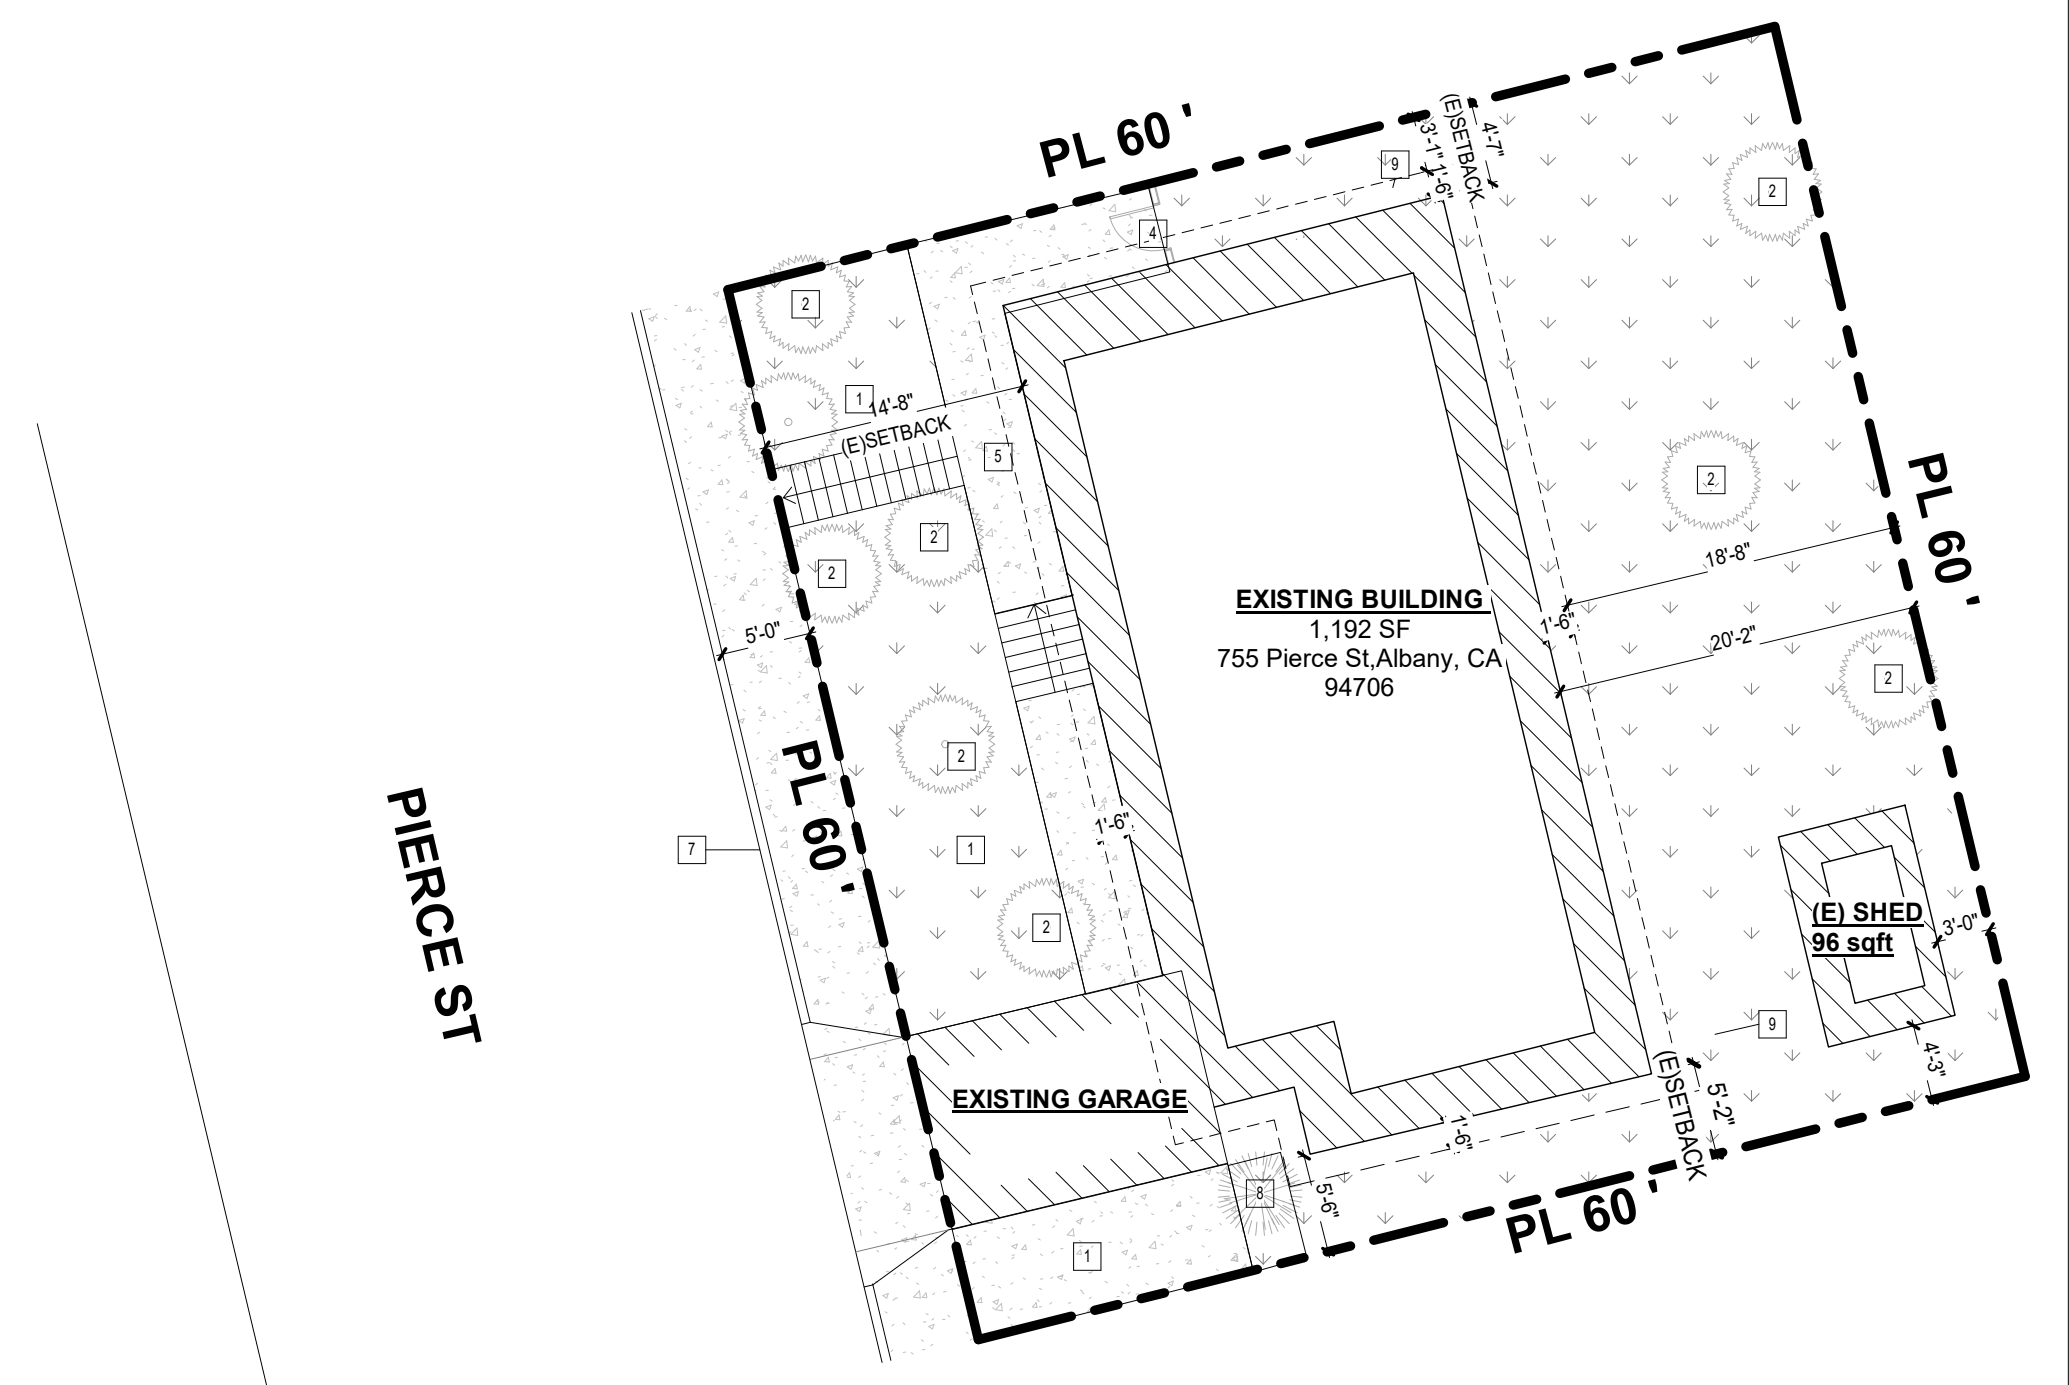 PL 60 '
(E)SETBACK
4'-7"
3'-1"
1'-6"
9
4
2
2
1
14'-8"
(E)SETBACK
5
2
2
2
PL 60 '
18'-8"
EXISTING BUILDING
1,192 SF
755 Pierce St,Albany, CA
94706
1'-6"
20'-2"
5'-0"
2
2
PL 60 '
PIERCE ST
7
1'-6"
1
2
(E) SHED
96 sqft
3'-0"
9
4'-3"
EXISTING GARAGE
(E)SETBACK
5'-2"
1'-6"
8
5'-6"
PL 60 '
1